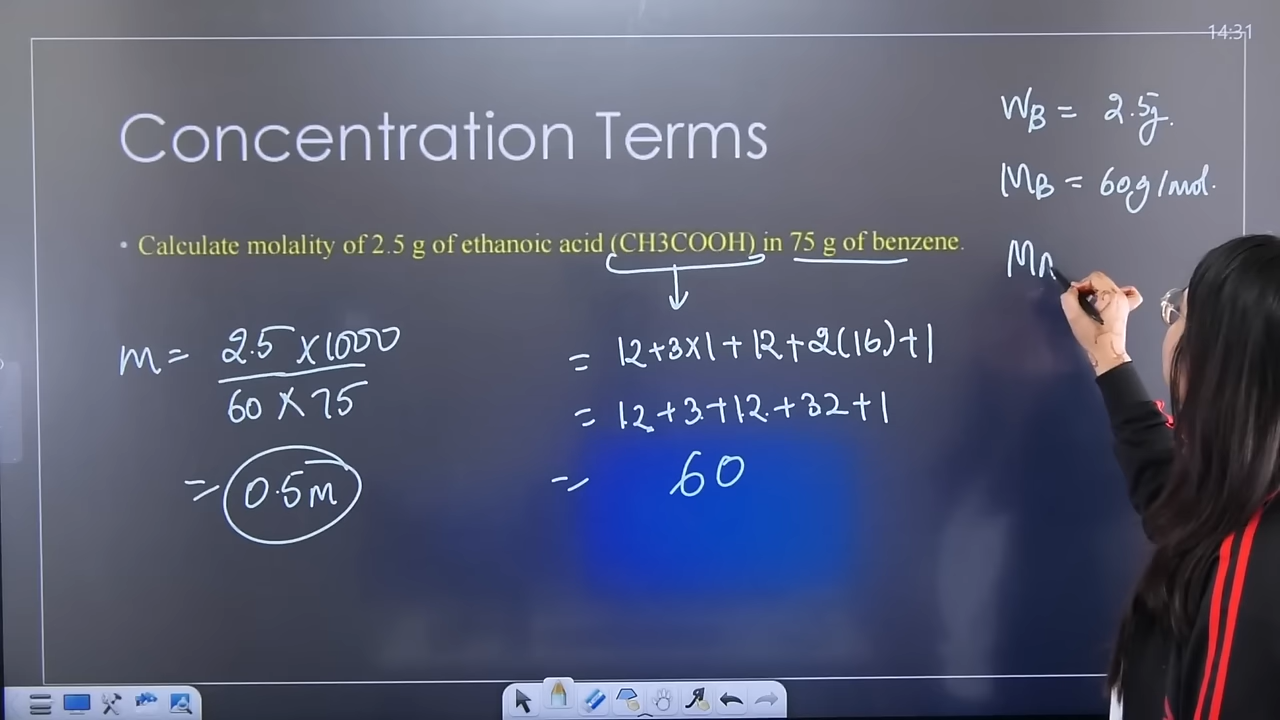 14:31
Concentration Terms
• Calculate molality of 2.5 g of ethanoic acid (CH3COOH) in 75 g of benzene.
m = 2.5 x 1000
60 x 75
= 0.5 m
= 12+3x1+12+2(16)+1
= 12+3+12+32+1
= 60
WB = 2.5g.
MB = 60g/mol.
MA